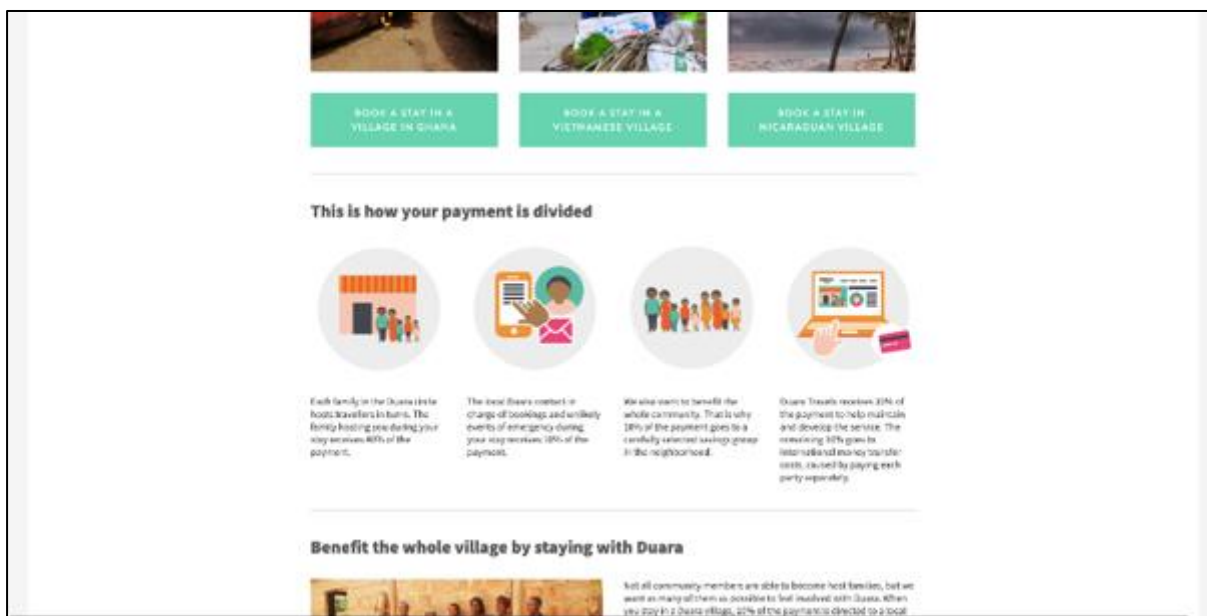 BOOK A STAY IN A
VILLAGE IN GHANA
BOOK A STAY IN A
VIETNAMESE VILLAGE
BOOK A STAY IN
NICARAGUAN VILLAGE
This is how your payment is divided
Each family in the Duara circle
hosts travellers in turns. The
family hosting you during your
stay receives 40% of the
payment.
The local Duara contact in
charge of bookings and unlikely
events of emergency during
your stay receives of the
payment.
We also want to benefit the
whole community. That is why
of the payment goes to a
carefully selected savings group
in the neighborhood.
Duara Travels receives of
the payment to help maintain
and develop the service. The
remaining goes to
international money transfer
costs, caused by paying each
party separately.
Benefit the whole village by staying with Duara
Not all community members are able to become host families, but we
want as many of them as possible to feel involved with Duara. When
you stay in a Duara village, of the payment is directed to a local